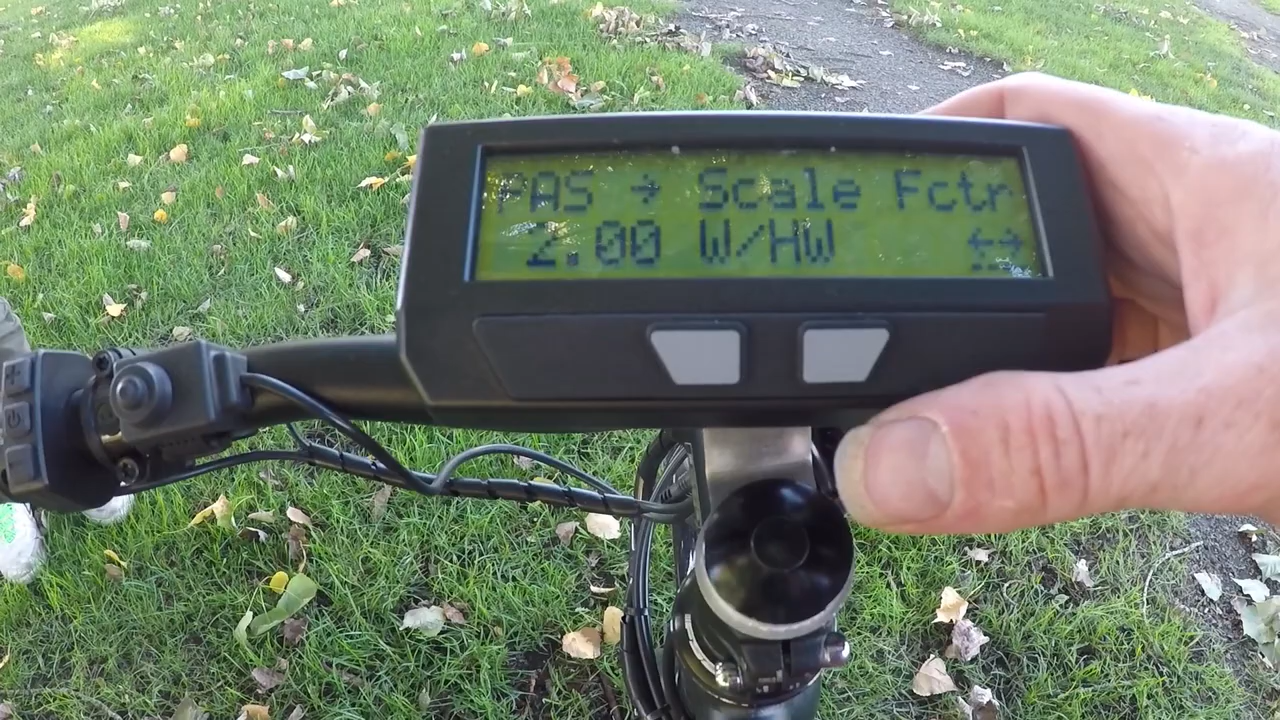 PAS → Scale Fctr
2.00 W/HW ←→